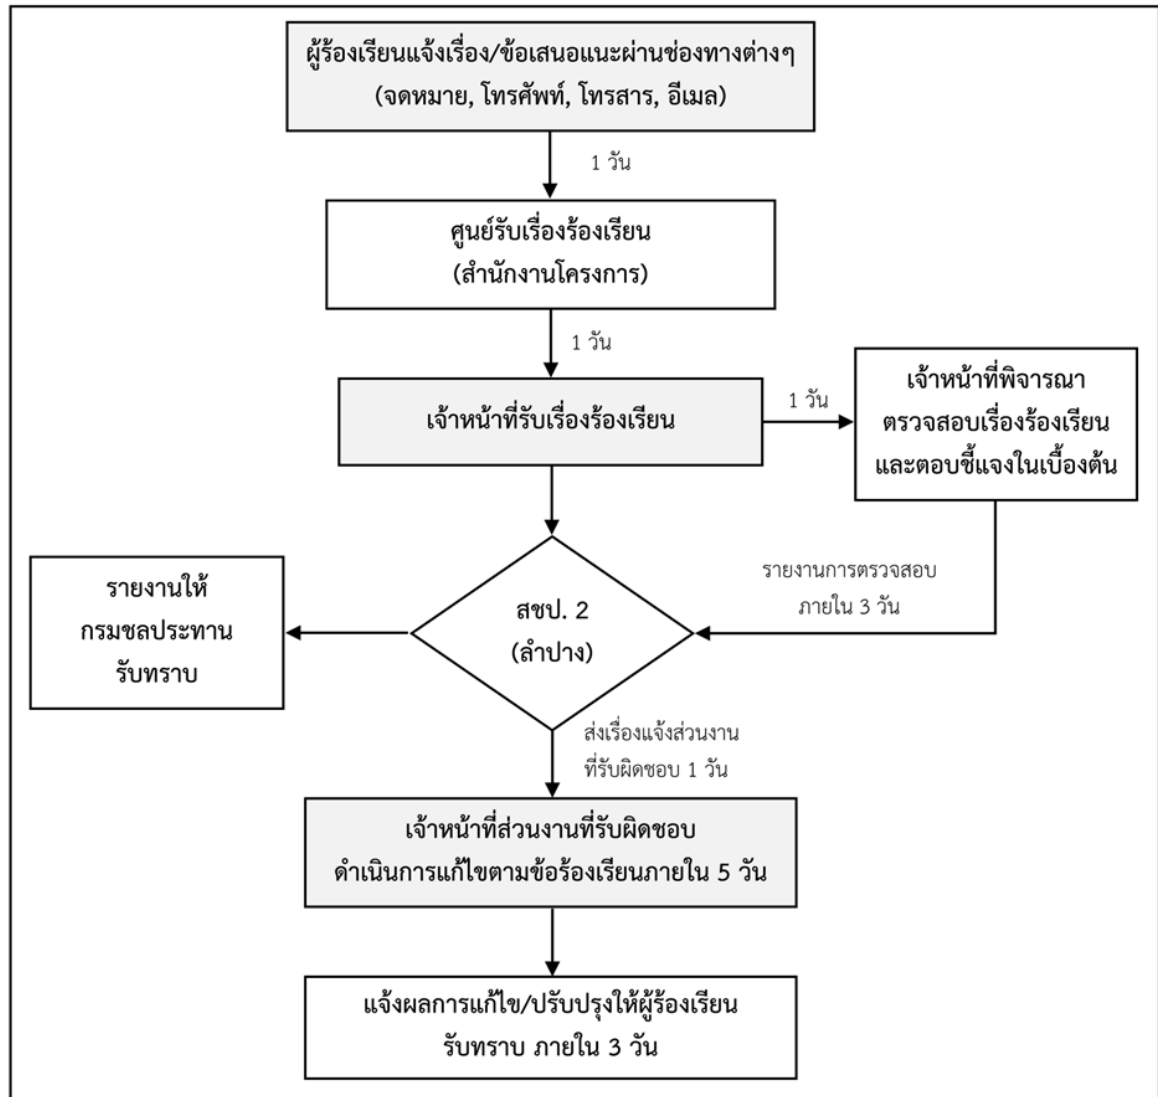 ผู้ร้องเรียนแจ้งเรื่อง/ข้อเสนอแนะผ่านช่องทางต่างๆ
(จดหมาย, โทรศัพท์, โทรสาร, อีเมล)
1 วัน
ศูนย์รับเรื่องร้องเรียน
(สำนักงานโครงการ)
1 วัน
เจ้าหน้าที่รับเรื่องร้องเรียน
1 วัน
เจ้าหน้าที่พิจารณา
ตรวจสอบเรื่องร้องเรียน
และตอบชี้แจงในเบื้องต้น
รายงานการตรวจสอบ
ภายใน 3 วัน
สชป. 2
(ลำปาง)
รายงานให้
กรมชลประทาน
รับทราบ
ส่งเรื่องแจ้งส่วนงาน
ที่รับผิดชอบ 1 วัน
เจ้าหน้าที่ส่วนงานที่รับผิดชอบ
ดำเนินการแก้ไขตามข้อร้องเรียนภายใน 5 วัน
แจ้งผลการแก้ไข/ปรับปรุงให้ผู้ร้องเรียน
รับทราบ ภายใน 3 วัน